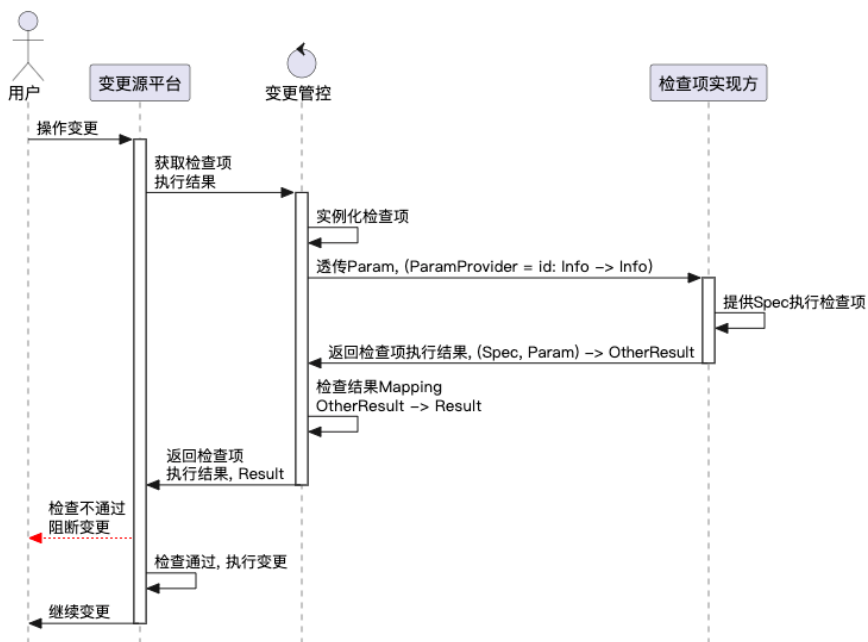 用户
变更源平台
变更管控
检查项实现方
操作变更
获取检查项
执行结果
实例化检查项
透传Param, (ParamProvider = id: Info -> Info)
提供Spec执行检查项
返回检查项执行结果, (Spec, Param) -> OtherResult
检查结果Mapping
OtherResult -> Result
返回检查项
执行结果, Result
检查不通过
阻断变更
检查通过, 执行变更
继续变更